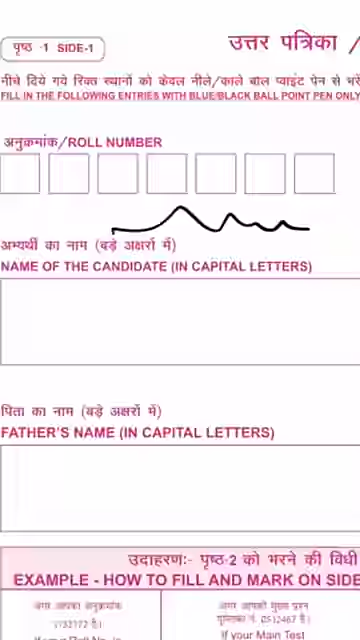 पृष्ठ -1 SIDE-1
उत्तर पत्रिका /
नीचे दिये गये रिक्त स्थानों को केवल नीले/काले बाल प्वाइंट पेन से भरें
FILL IN THE FOLLOWING ENTRIES WITH BLUE/BLACK BALL POINT PEN ONLY
अनुक्रमांक/ROLL NUMBER
अभ्यर्थी का नाम (बड़े अक्षरों में)
NAME OF THE CANDIDATE (IN CAPITAL LETTERS)
पिता का नाम (बड़े अक्षरों में)
FATHER'S NAME (IN CAPITAL LETTERS)
उदाहरण:- पृष्ठ-2 को भरने की विधी
EXAMPLE - HOW TO FILL AND MARK ON SIDE
अगर आपका अनुक्रमांक
अगर आपकी मुख्य प्रश्न
1732172 है।
पुस्तिका नं. 0512467 है।
If your Main Test